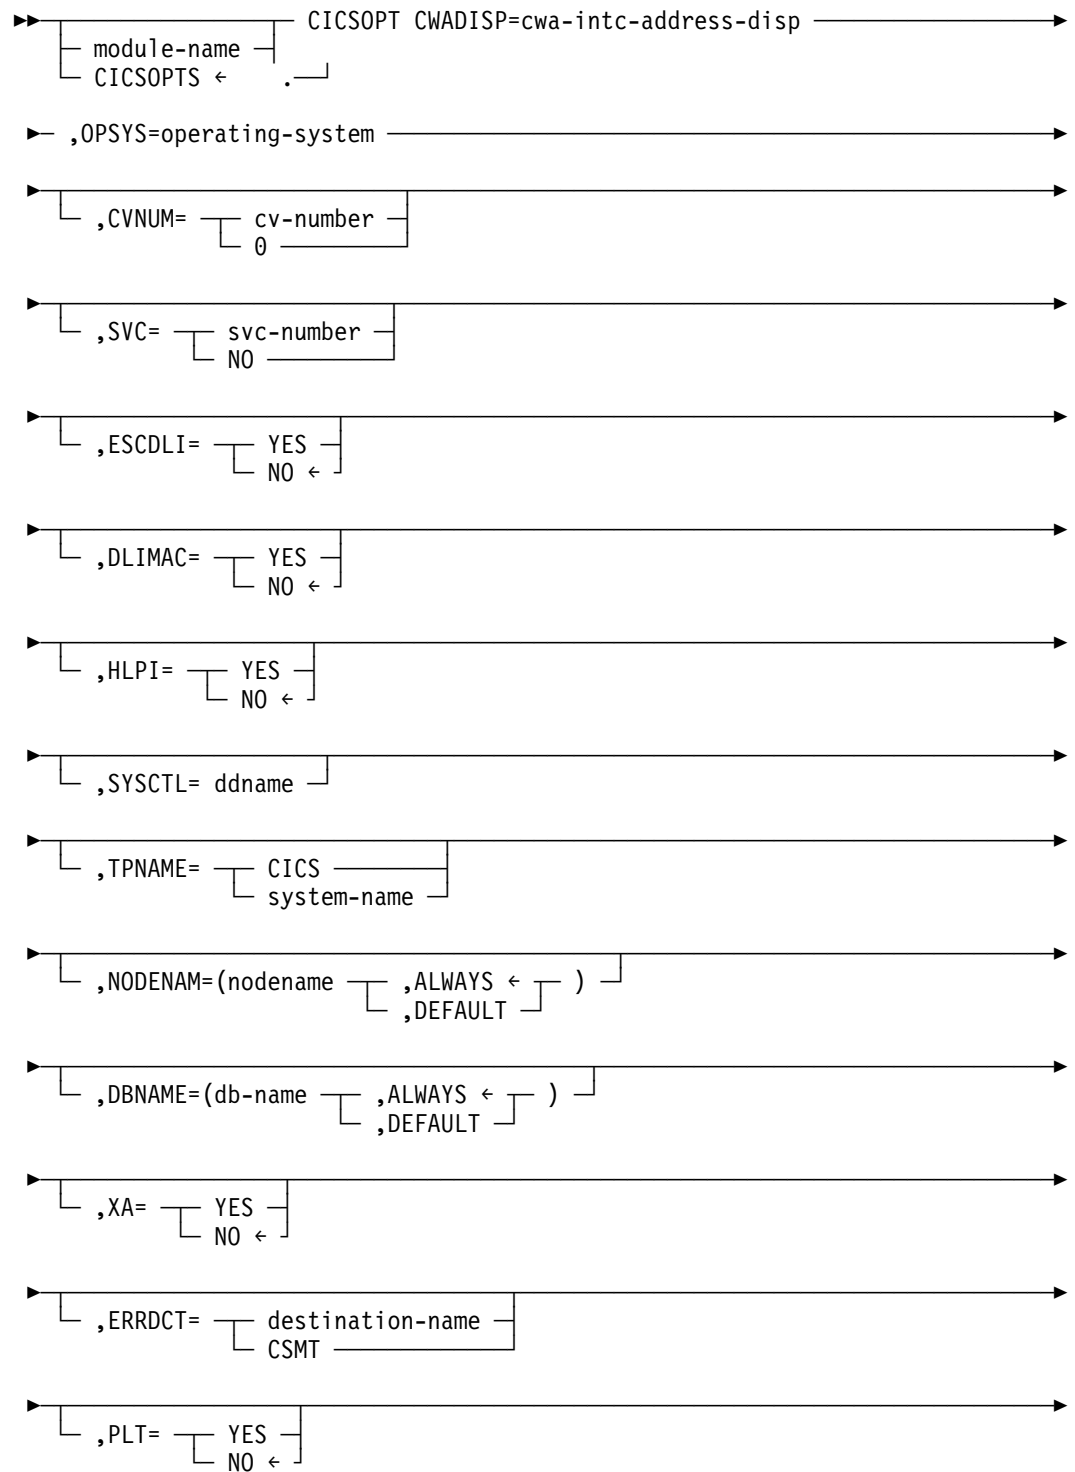 CICSOPT CWADISP=cwa-intc-address-disp
module-name
CICSOPTS ← .
,OPSYS=operating-system
,CVNUM= cv-number
0
,SVC= svc-number
NO
,ESCDLI= YES
NO ←
,DLIMAC= YES
NO ←
,HLPI= YES
NO ←
,SYSCTL= ddname
,TPNAME= CICS
system-name
,NODENAM=(nodename ,ALWAYS ← )
,DEFAULT
,DBNAME=(db-name ,ALWAYS ← )
,DEFAULT
,XA= YES
NO ←
,ERRDCT= destination-name
CSMT
,PLT= YES
NO ←